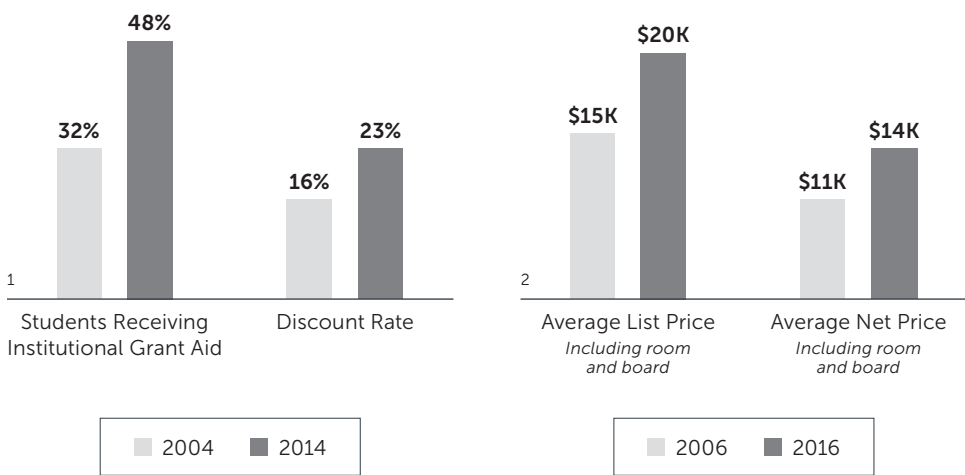 48%
32%
23%
16%
1
Students Receiving
Institutional Grant Aid
Discount Rate
2004
2014
$20K
$15K
$14K
$11K
2
Average List Price
Including room
and board
Average Net Price
Including room
and board
2006
2016